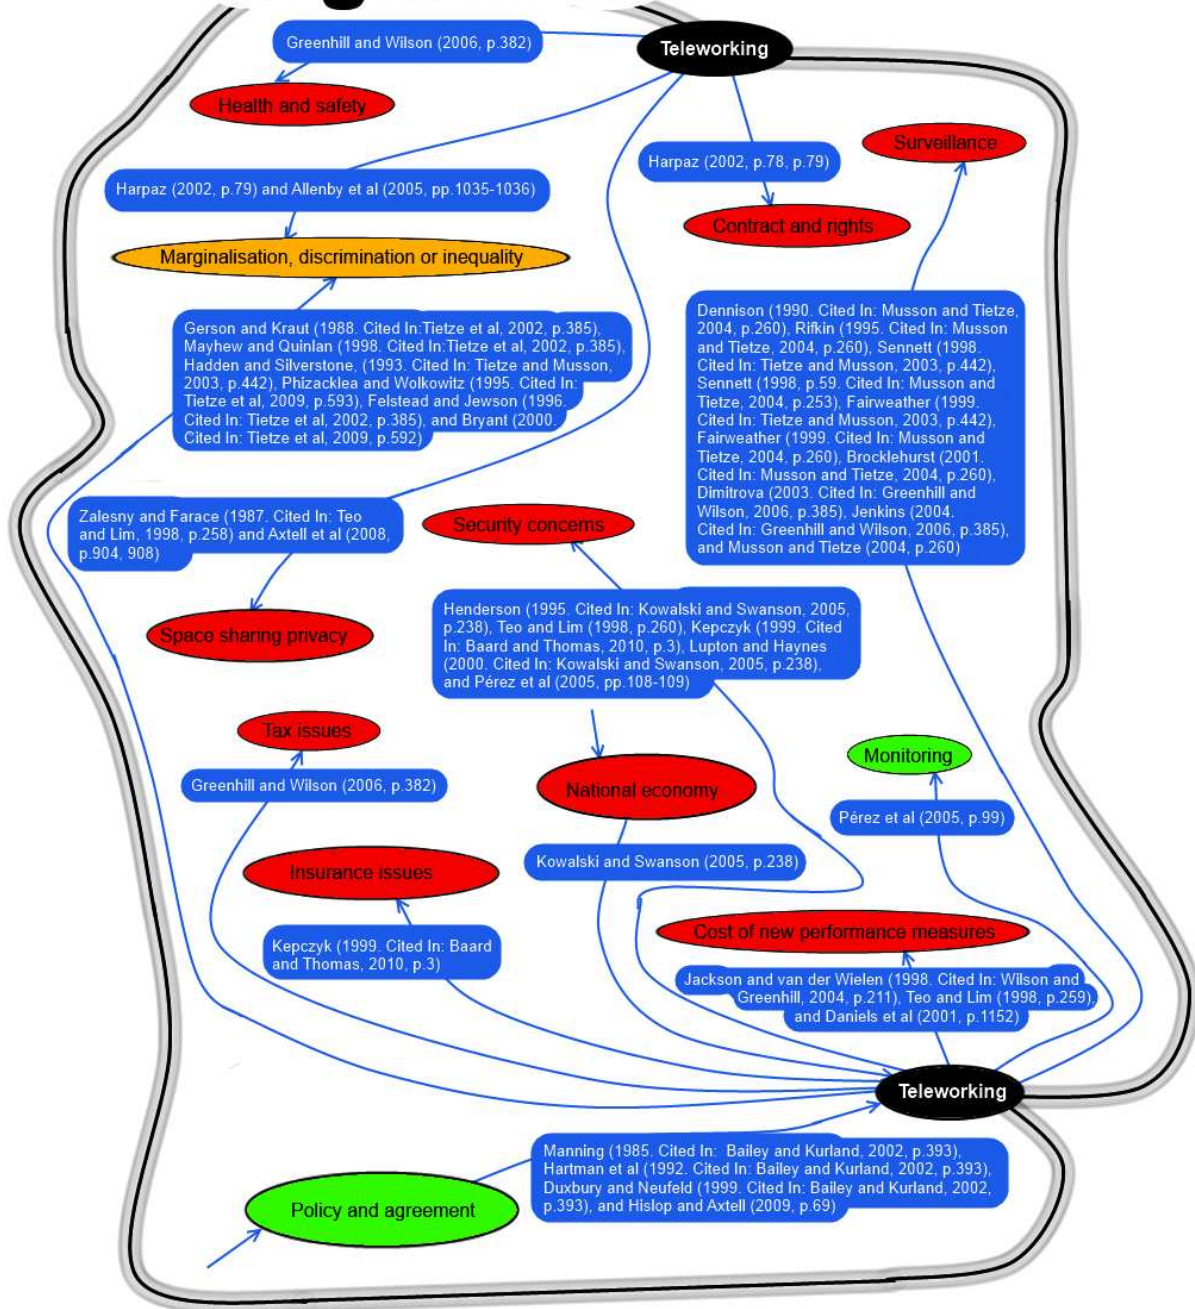 Teleworking
Greenhill and Wilson (2006, p.382)
Health and safety
Surveillance
Harpaz (2002, p.78, p.79)
Harpaz (2002, p.79) and Allenby et al (2005, pp.1035-1036)
Contract and rights
Marginalisation, discrimination or inequality
Gerson and Kraut (1988. Cited In:Tietze et al, 2002, p.385),
Mayhew and Quinlan (1998. Cited In:Tietze et al, 2002, p.385),
Hadden and Silverstone, (1993. Cited In: Tietze and Musson,
2003, p.442), Phizacklea and Wolkowitz (1995. Cited In:
Tietze et al, 2009, p.593), Felstead and Jewson (1996.
Cited In: Tietze et al, 2002, p.385), and Bryant (2000.
Cited In: Tietze et al, 2009, p.592)
Dennison (1990. Cited In: Musson and Tietze,
2004, p.260), Rifkin (1995. Cited In: Musson
and Tietze, 2004, p.260), Sennett (1998.
Cited In: Tietze and Musson, 2003, p.442),
Sennett (1998, p.59. Cited In: Musson and
Tietze, 2004, p.253), Fairweather (1999.
Cited In: Tietze and Musson, 2003, p.442),
Fairweather (1999. Cited In: Musson and
Tietze, 2004, p.260), Brocklehurst (2001.
Cited In: Musson and Tietze, 2004, p.260),
Dimitrova (2003. Cited In: Greenhill and
Wilson, 2006, p.385), Jenkins (2004.
Cited In: Greenhill and Wilson, 2006, p.385),
and Musson and Tietze (2004, p.260)
Zalesny and Farace (1987. Cited In: Teo
and Lim, 1998, p.258) and Axtell et al (2008,
p.904, 908)
Security concerns
Space sharing privacy
Henderson (1995. Cited In: Kowalski and Swanson, 2005,
p.238), Teo and Lim (1998, p.260), Kepczyk (1999. Cited
In: Baard and Thomas, 2010, p.3), Lupton and Haynes
(2000. Cited In: Kowalski and Swanson, 2005, p.238),
and Pérez et al (2005, pp.108-109)
Tax issues
Monitoring
Greenhill and Wilson (2006, p.382)
National economy
Pérez et al (2005, p.99)
Kowalski and Swanson (2005, p.238)
Insurance issues
Cost of new performance measures
Kepczyk (1999. Cited In: Baard
and Thomas, 2010, p.3)
Jackson and van der Wielen (1998. Cited In: Wilson and
Greenhill, 2004, p.211), Teo and Lim (1998, p.259),
and Daniels et al (2001, p.1152)
Teleworking
Manning (1985. Cited In: Bailey and Kurland, 2002, p.393),
Hartman et al (1992. Cited In: Bailey and Kurland, 2002, p.393),
Duxbury and Neufeld (1999. Cited In: Bailey and Kurland, 2002,
p.393), and Hislop and Axtell (2009, p.69)
Policy and agreement